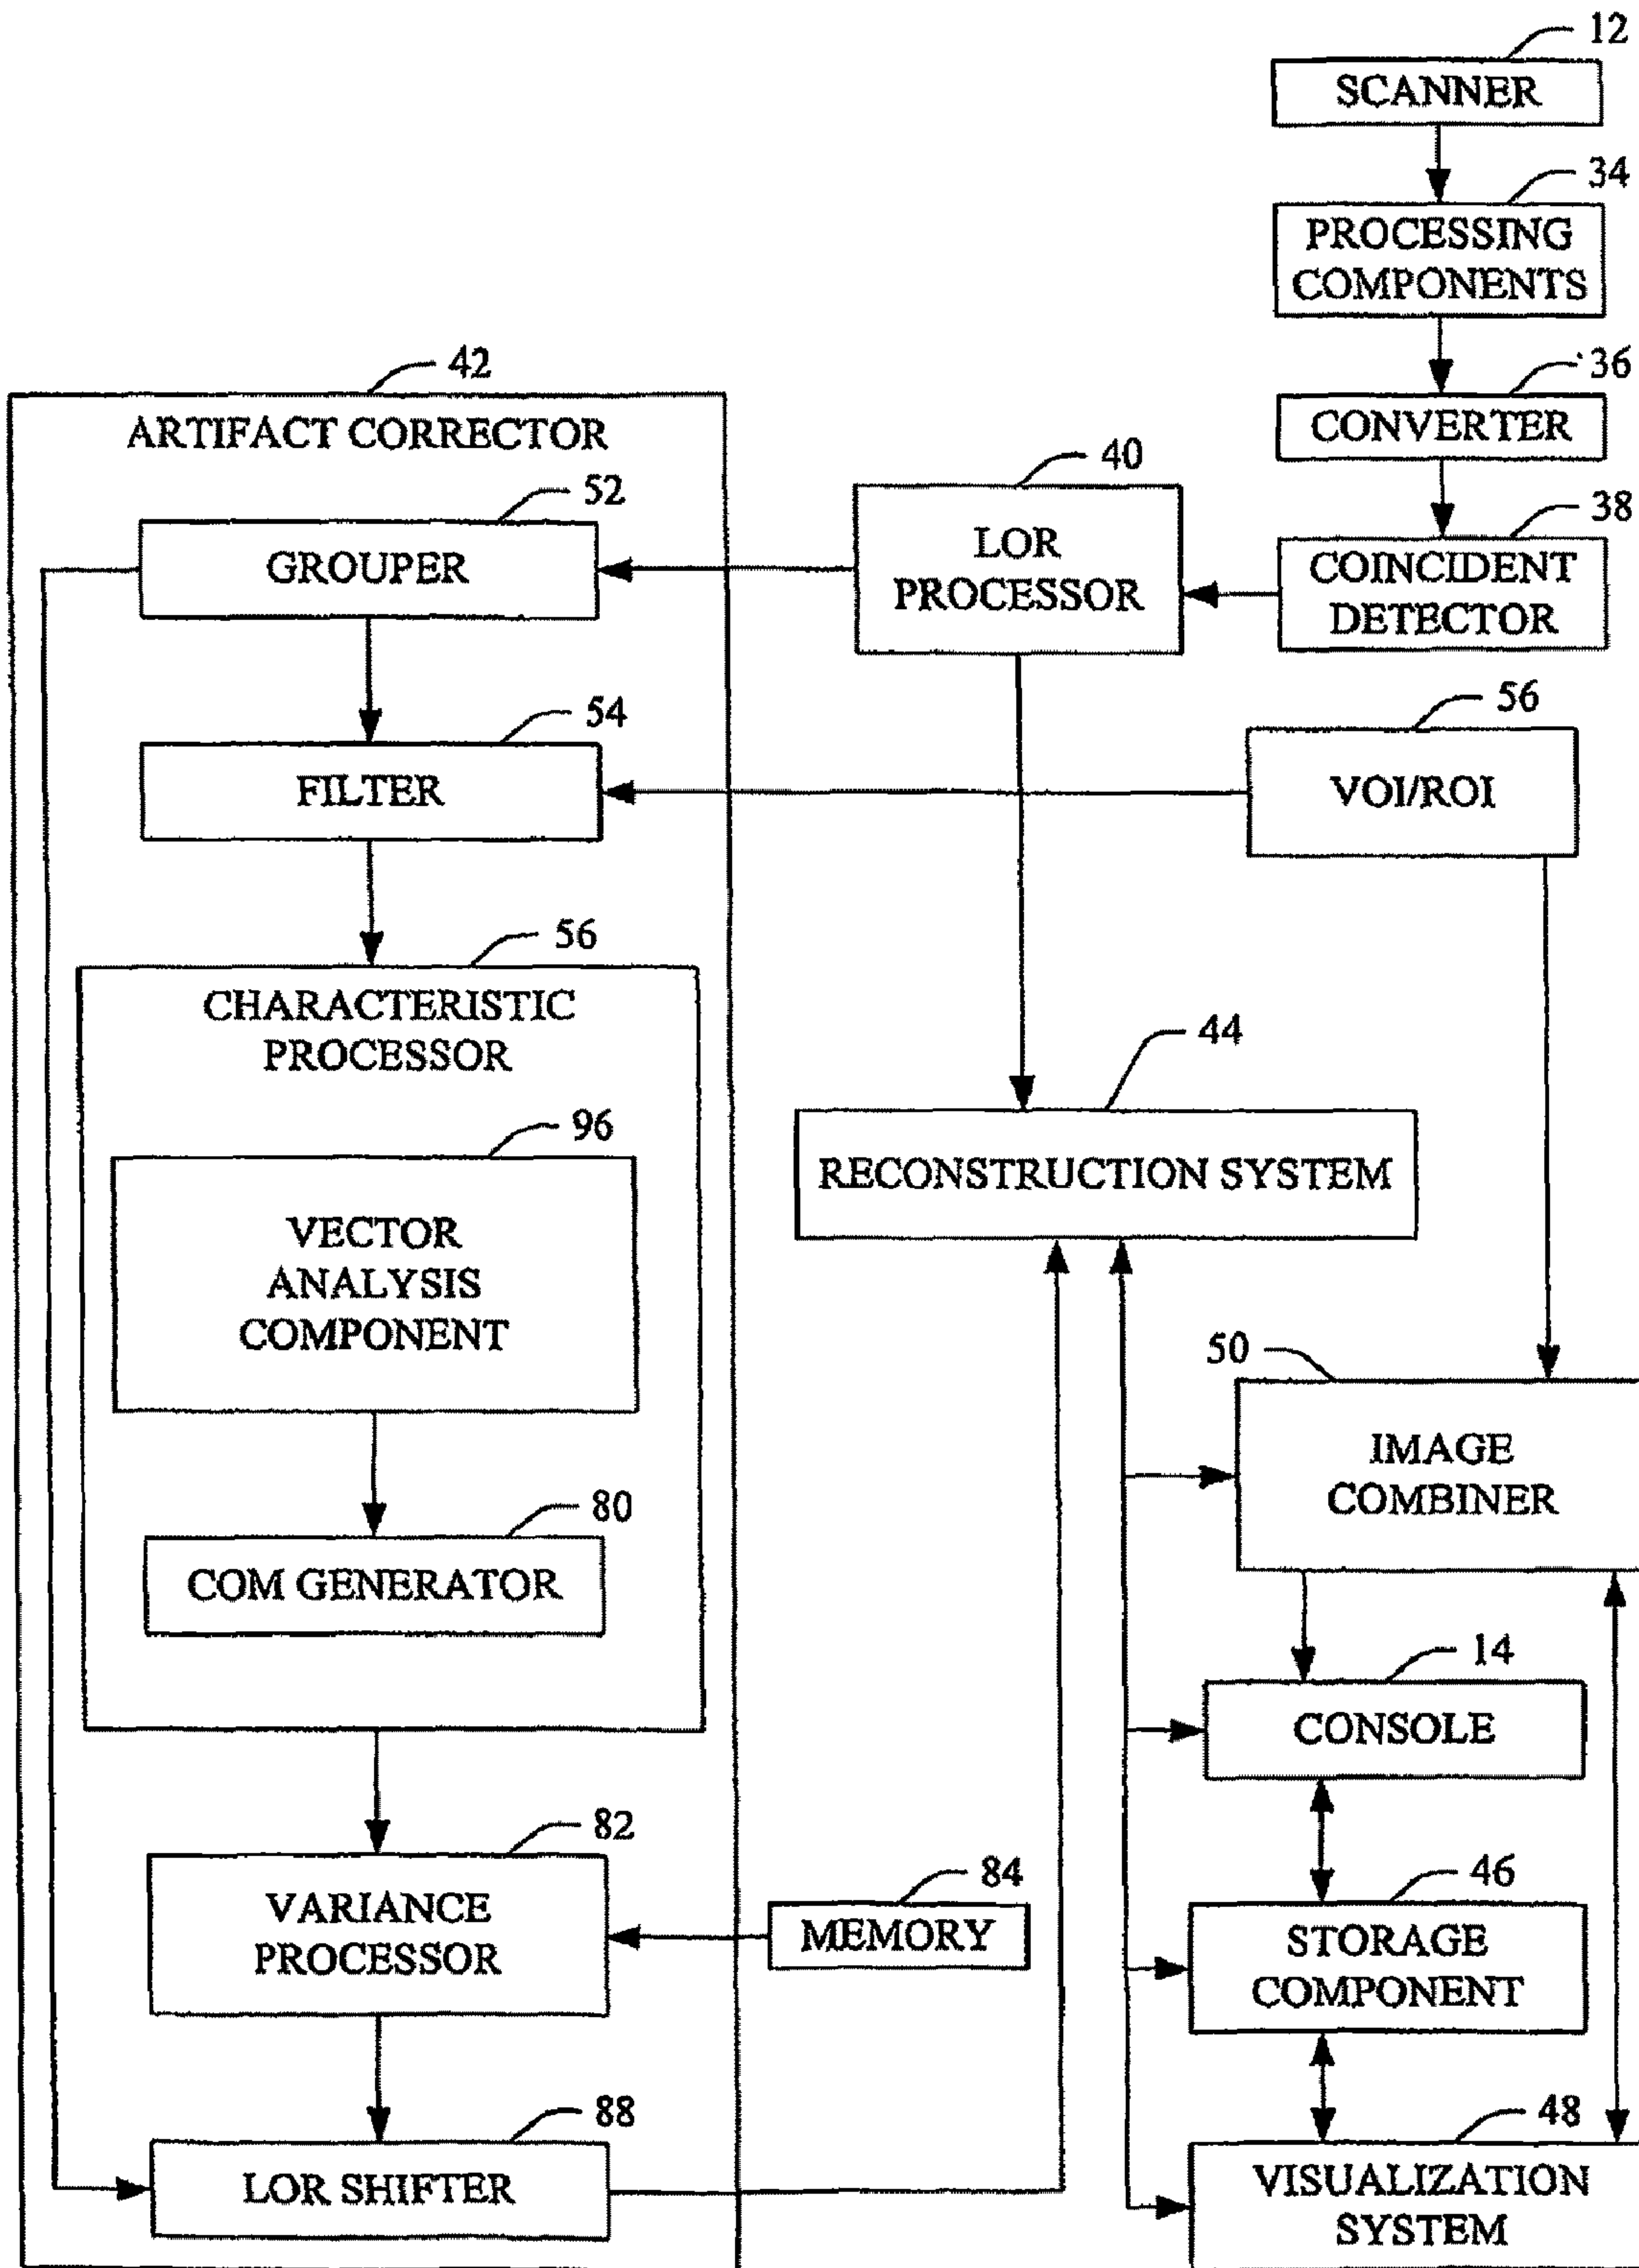 12
SCANNER
34
PROCESSING
COMPONENTS
36
CONVERTER
38
COINCIDENT
DETECTOR
40
LOR
PROCESSOR
42
ARTIFACT CORRECTOR
52
GROUPER
54
FILTER
56
VOI/ROI
56
CHARACTERISTIC
PROCESSOR
96
VECTOR
ANALYSIS
COMPONENT
80
COM GENERATOR
44
RECONSTRUCTION SYSTEM
50
IMAGE
COMBINER
14
CONSOLE
82
VARIANCE
PROCESSOR
84
MEMORY
46
STORAGE
COMPONENT
88
LOR SHIFTER
48
VISUALIZATION
SYSTEM